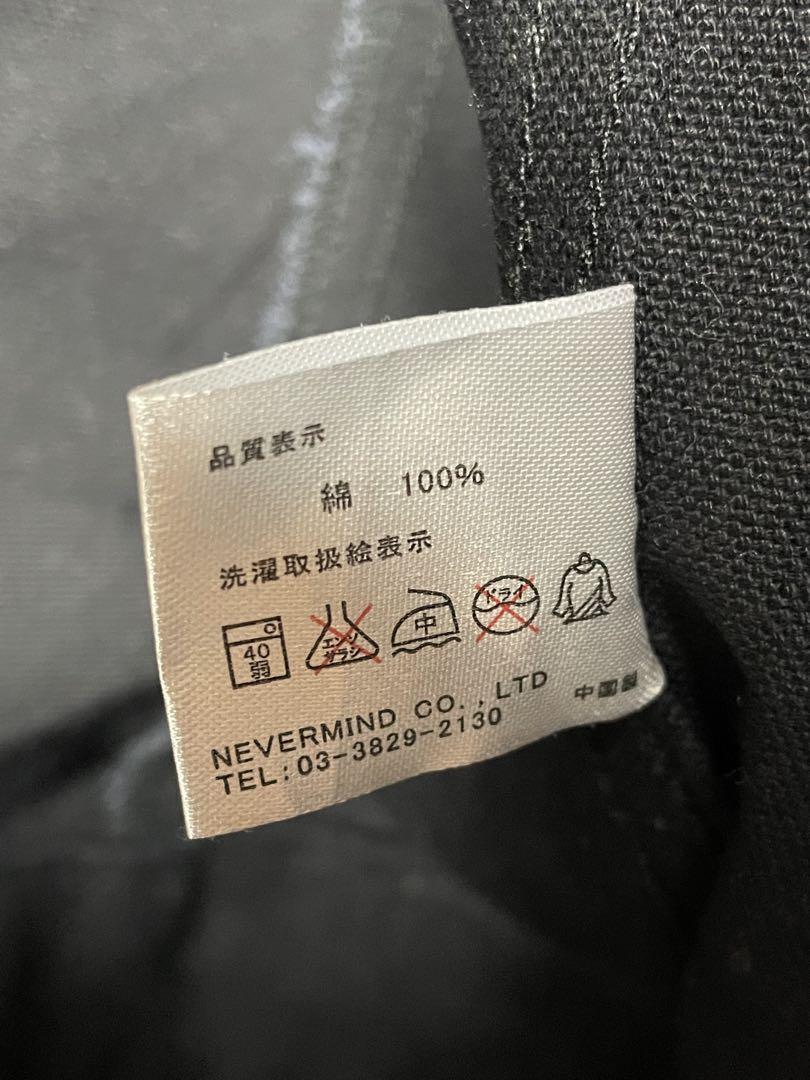 品質表示
綿 100%
洗濯取扱絵表示
40
弱
エンソ
サラシ
中
ドライ
NEVERMIND CO.,LTD
中国製
TEL:03-3829-2130